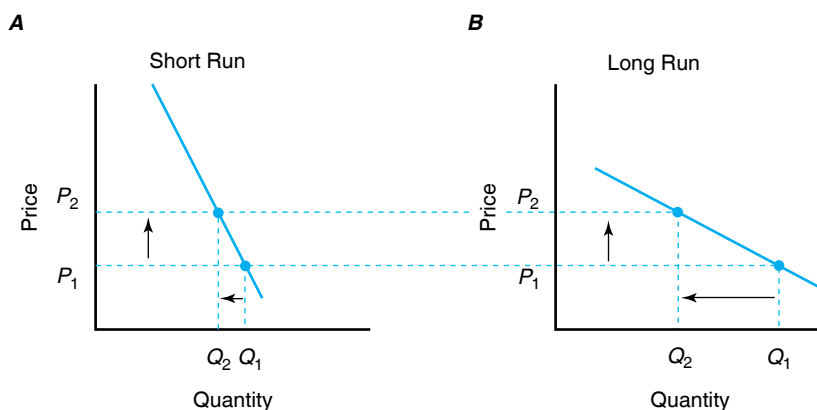 A
Short Run
Price
P2
P1
Q2 Q1
Quantity
B
Long Run
Price
P2
P1
Q2 Q1
Quantity